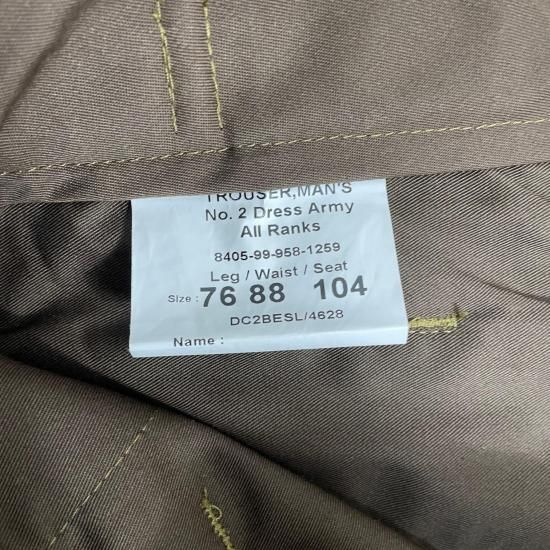 TROUSER,MAN'S
No. 2 Dress Army
All Ranks
8405-99-958-1259
Leg / Waist / Seat
Size : 76 88 104
DC2BESL/4628
Name :